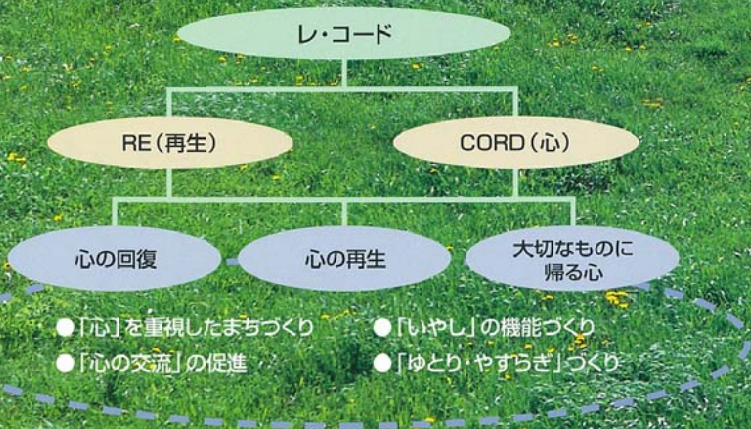 レ・コード
RE(再生)
CORD(心)
心の回復
心の再生
大切なものに
帰る心
●「心」を重視したまちづくり
●「いやし」の機能づくり
●「心の交流」の促進
●「ゆとり・やすらぎ」づくり